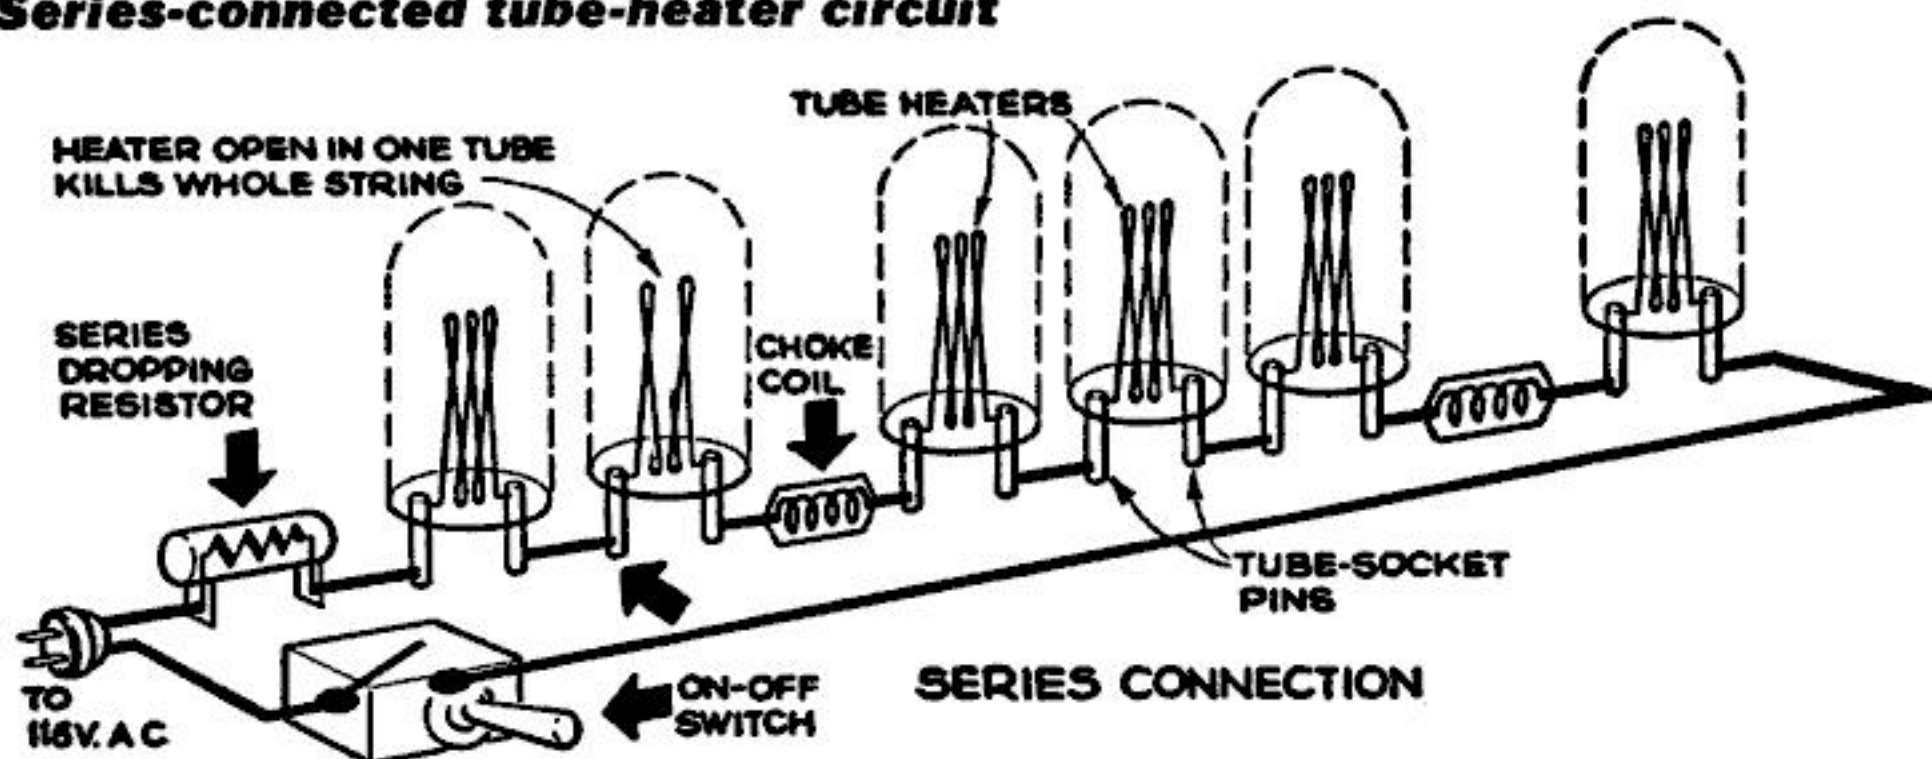 Series-connected tube-heater circuit
TUBE HEATERS
HEATER OPEN IN ONE TUBE
KILLS WHOLE STRING
SERIES
DROPPING
RESISTOR
CHOKE
COIL
TUBE-SOCKET
PINS
ON-OFF
SWITCH
SERIES CONNECTION
TO
115V. A C